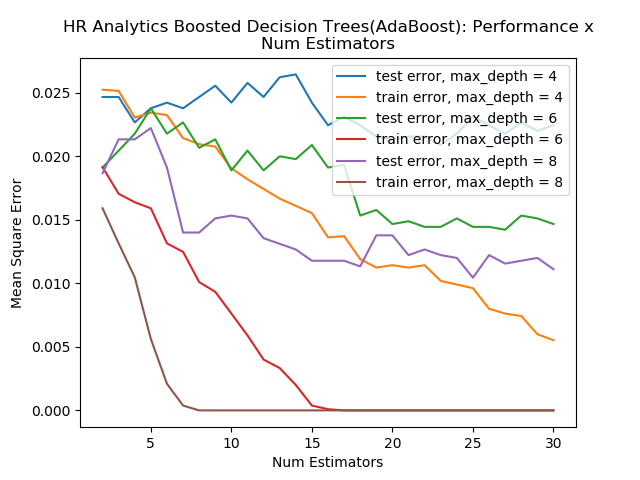 HR Analytics Boosted Decision Trees(AdaBoost): Performance x
Num Estimators
test error, max_depth = 4
train error, max_depth = 4
test error, max_depth = 6
train error, max_depth = 6
test error, max_depth = 8
train error, max_depth = 8
Mean Square Error
0.025
0.020
0.015
0.010
0.005
0.000
5 10 15 20 25 30
Num Estimators